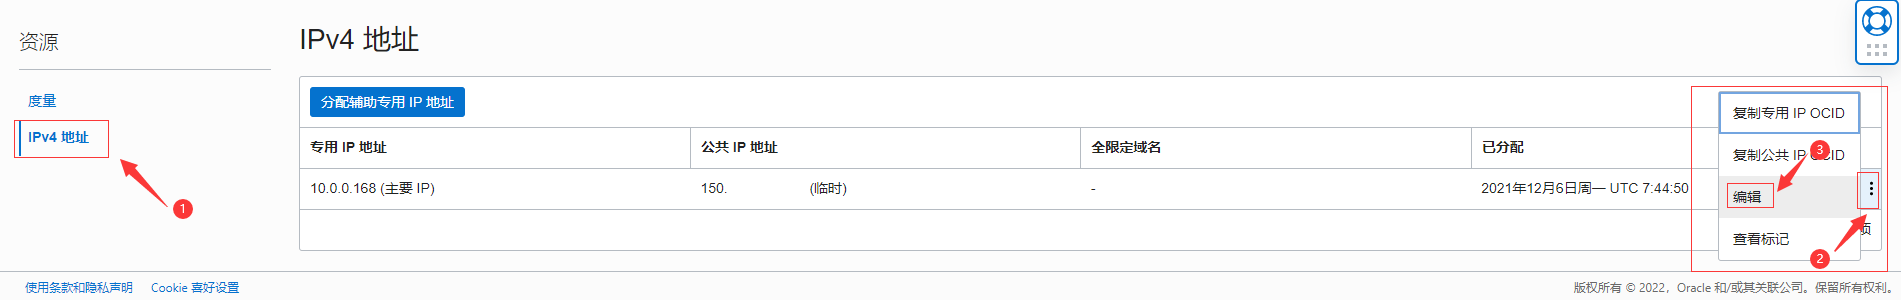 资源
度量
IPv4 地址
IPv4 地址
分配辅助专用 IP 地址
专用 IP 地址 公共 IP 地址 全限定域名 已分配
10.0.0.168 (主要 IP) 150. (临时) - 2021年12月6日周一 UTC 7:44:50
复制专用 IP OCID
复制公共 IP OCID
编辑
查看标记
页
1
3
2
使用条款和隐私声明 Cookie 喜好设置
版权所有 © 2022，Oracle 和/或其关联公司。保留所有权利。